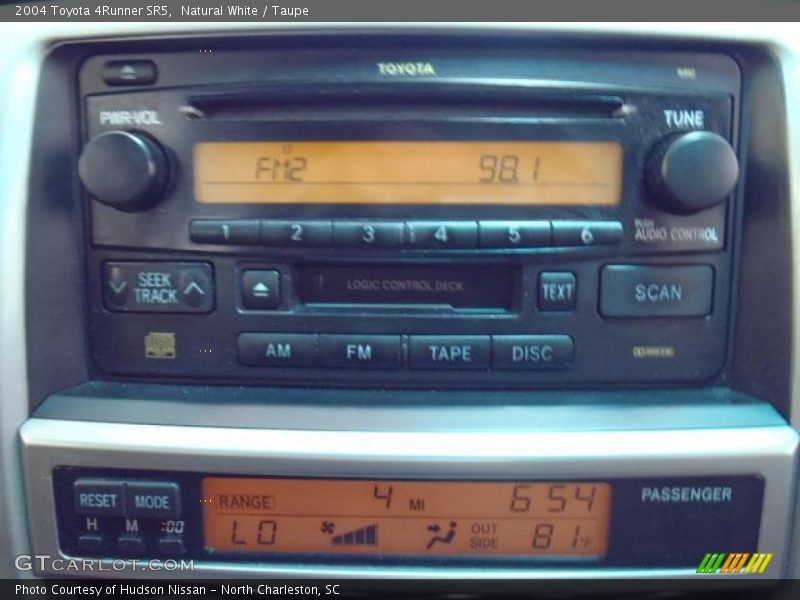 2004 Toyota 4Runner SR5,  Natural White / Taupe
TOYOTA
PWR•VOL
TUNE
ST
FM2 98.1
1 2 3 4 5 6
PUSH
AUDIO CONTROL
SEEK
TRACK
LOGIC CONTROL DECK
TEXT
SCAN
AM FM TAPE DISC
RESET MODE
H M :00
RANGE 4 MI 6 54
LO OUT SIDE 81°F
PASSENGER
GTCARLOT.COM
Photo Courtesy of Hudson Nissan - North Charleston, SC